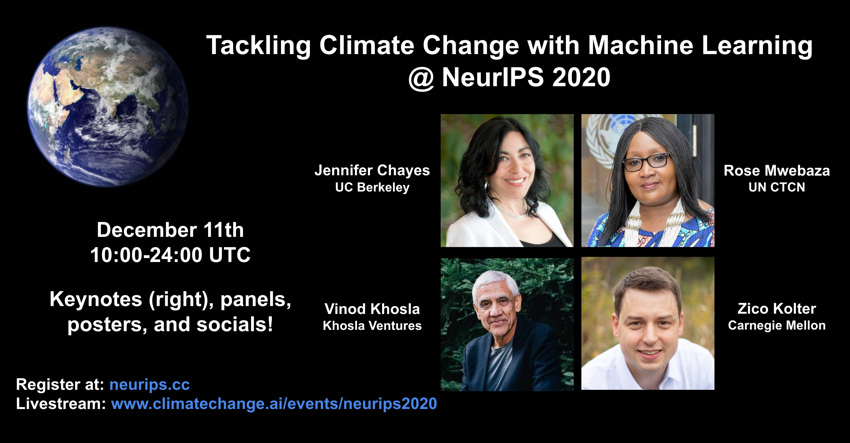 Tackling Climate Change with Machine Learning
@ NeurIPS 2020
Jennifer Chayes
UC Berkeley
Rose Mwebaza
UN CTCN
December 11th
10:00-24:00 UTC
Keynotes (right), panels,
posters, and socials!
Vinod Khosla
Khosla Ventures
Zico Kolter
Carnegie Mellon
Register at: neurips.cc
Livestream: www.climatechange.ai/events/neurips2020